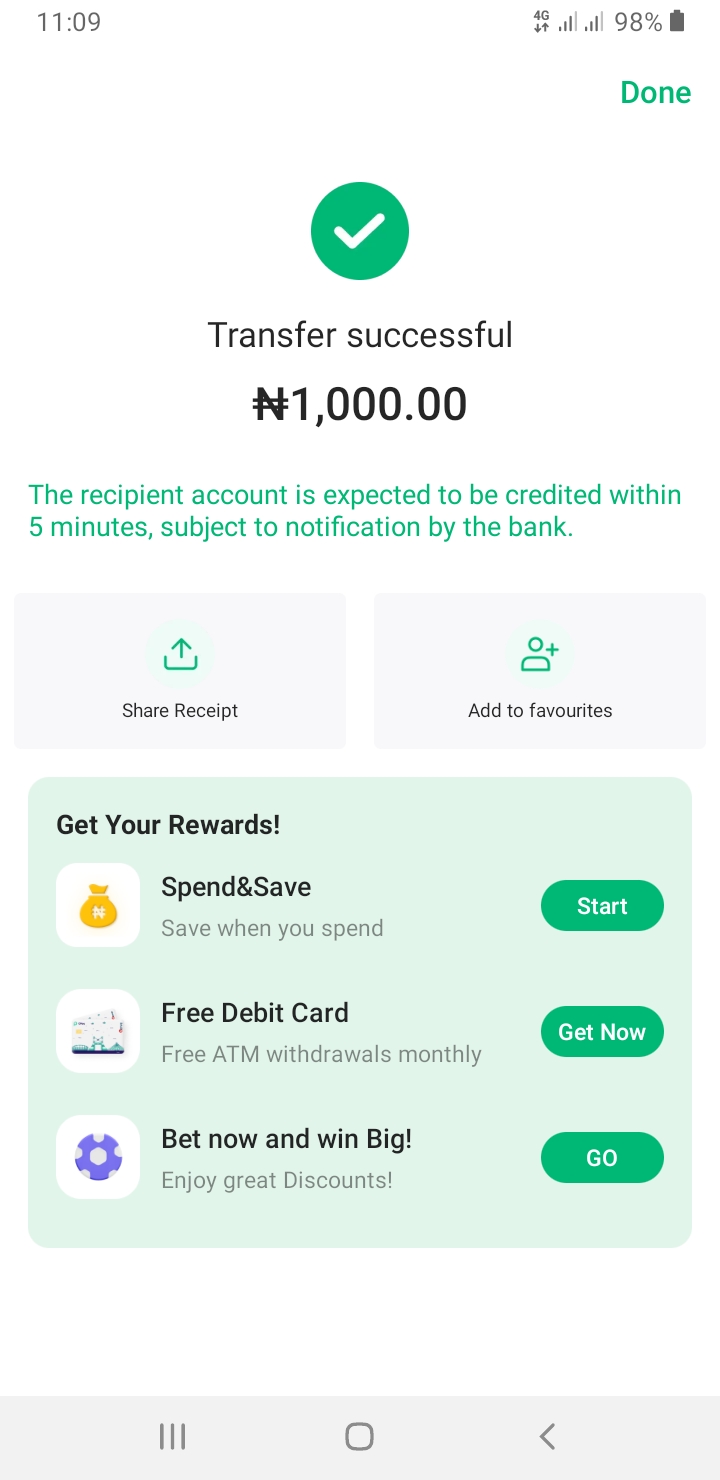 11:09
4G
98%
Done
Transfer successful
₦1,000.00
The recipient account is expected to be credited within
5 minutes, subject to notification by the bank.
Share Receipt
Add to favourites
Get Your Rewards!
Spend&Save
Save when you spend
Start
Free Debit Card
Free ATM withdrawals monthly
Get Now
Bet now and win Big!
Enjoy great Discounts!
GO